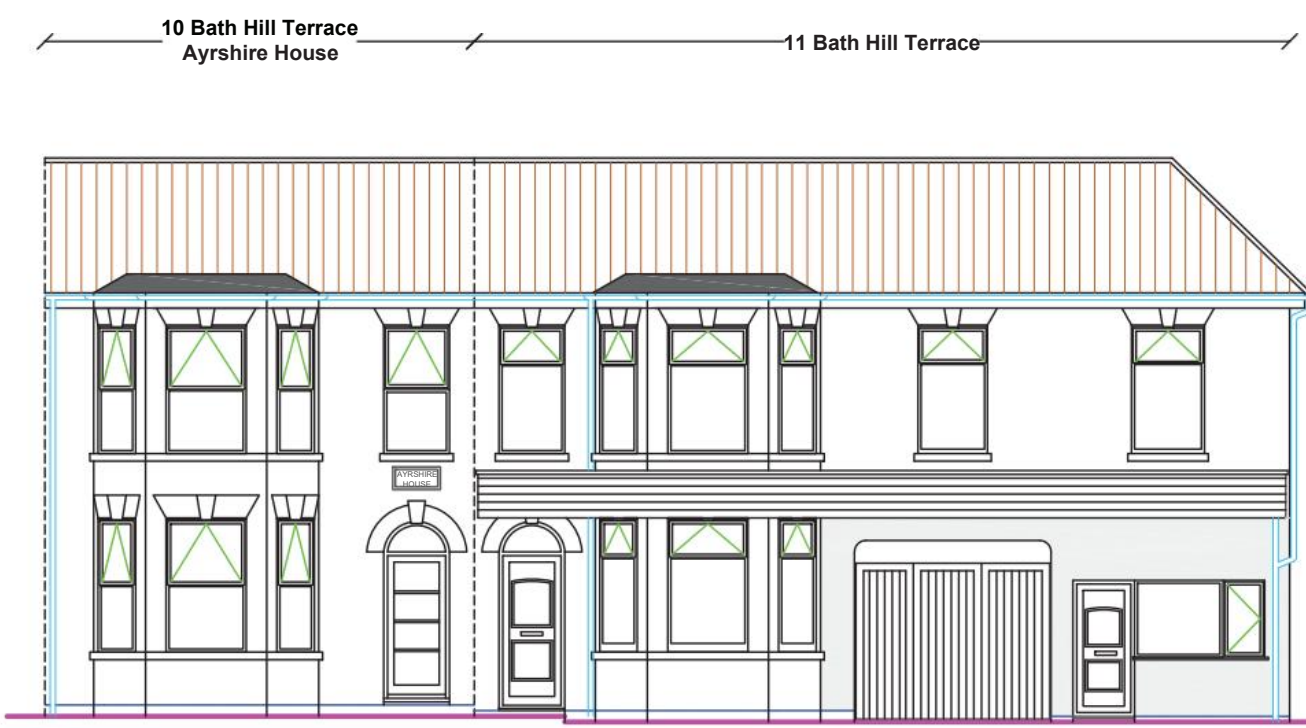 10 Bath Hill Terrace
Ayrshire House
11 Bath Hill Terrace
AYRSHIRE
HOUSE